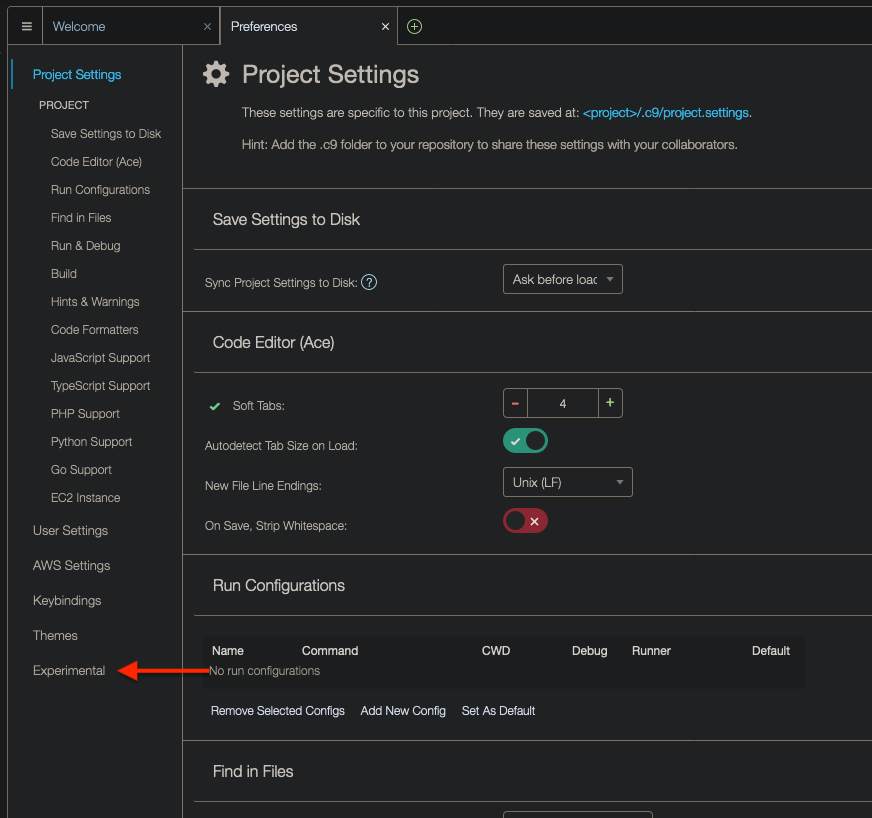 Welcome
Preferences
Project Settings
PROJECT
Save Settings to Disk
Code Editor (Ace)
Run Configurations
Find in Files
Run & Debug
Build
Hints & Warnings
Code Formatters
JavaScript Support
TypeScript Support
PHP Support
Python Support
Go Support
EC2 Instance
User Settings
AWS Settings
Keybindings
Themes
Experimental
Project Settings
These settings are specific to this project. They are saved at: <project>/.c9/project.settings.
Hint: Add the .c9 folder to your repository to share these settings with your collaborators.
Save Settings to Disk
Sync Project Settings to Disk: ? Ask before loac
Code Editor (Ace)
Soft Tabs: - 4 +
Autodetect Tab Size on Load:
New File Line Endings: Unix (LF)
On Save, Strip Whitespace:
Run Configurations
Name Command CWD Debug Runner Default
No run configurations
Remove Selected Configs Add New Config Set As Default
Find in Files